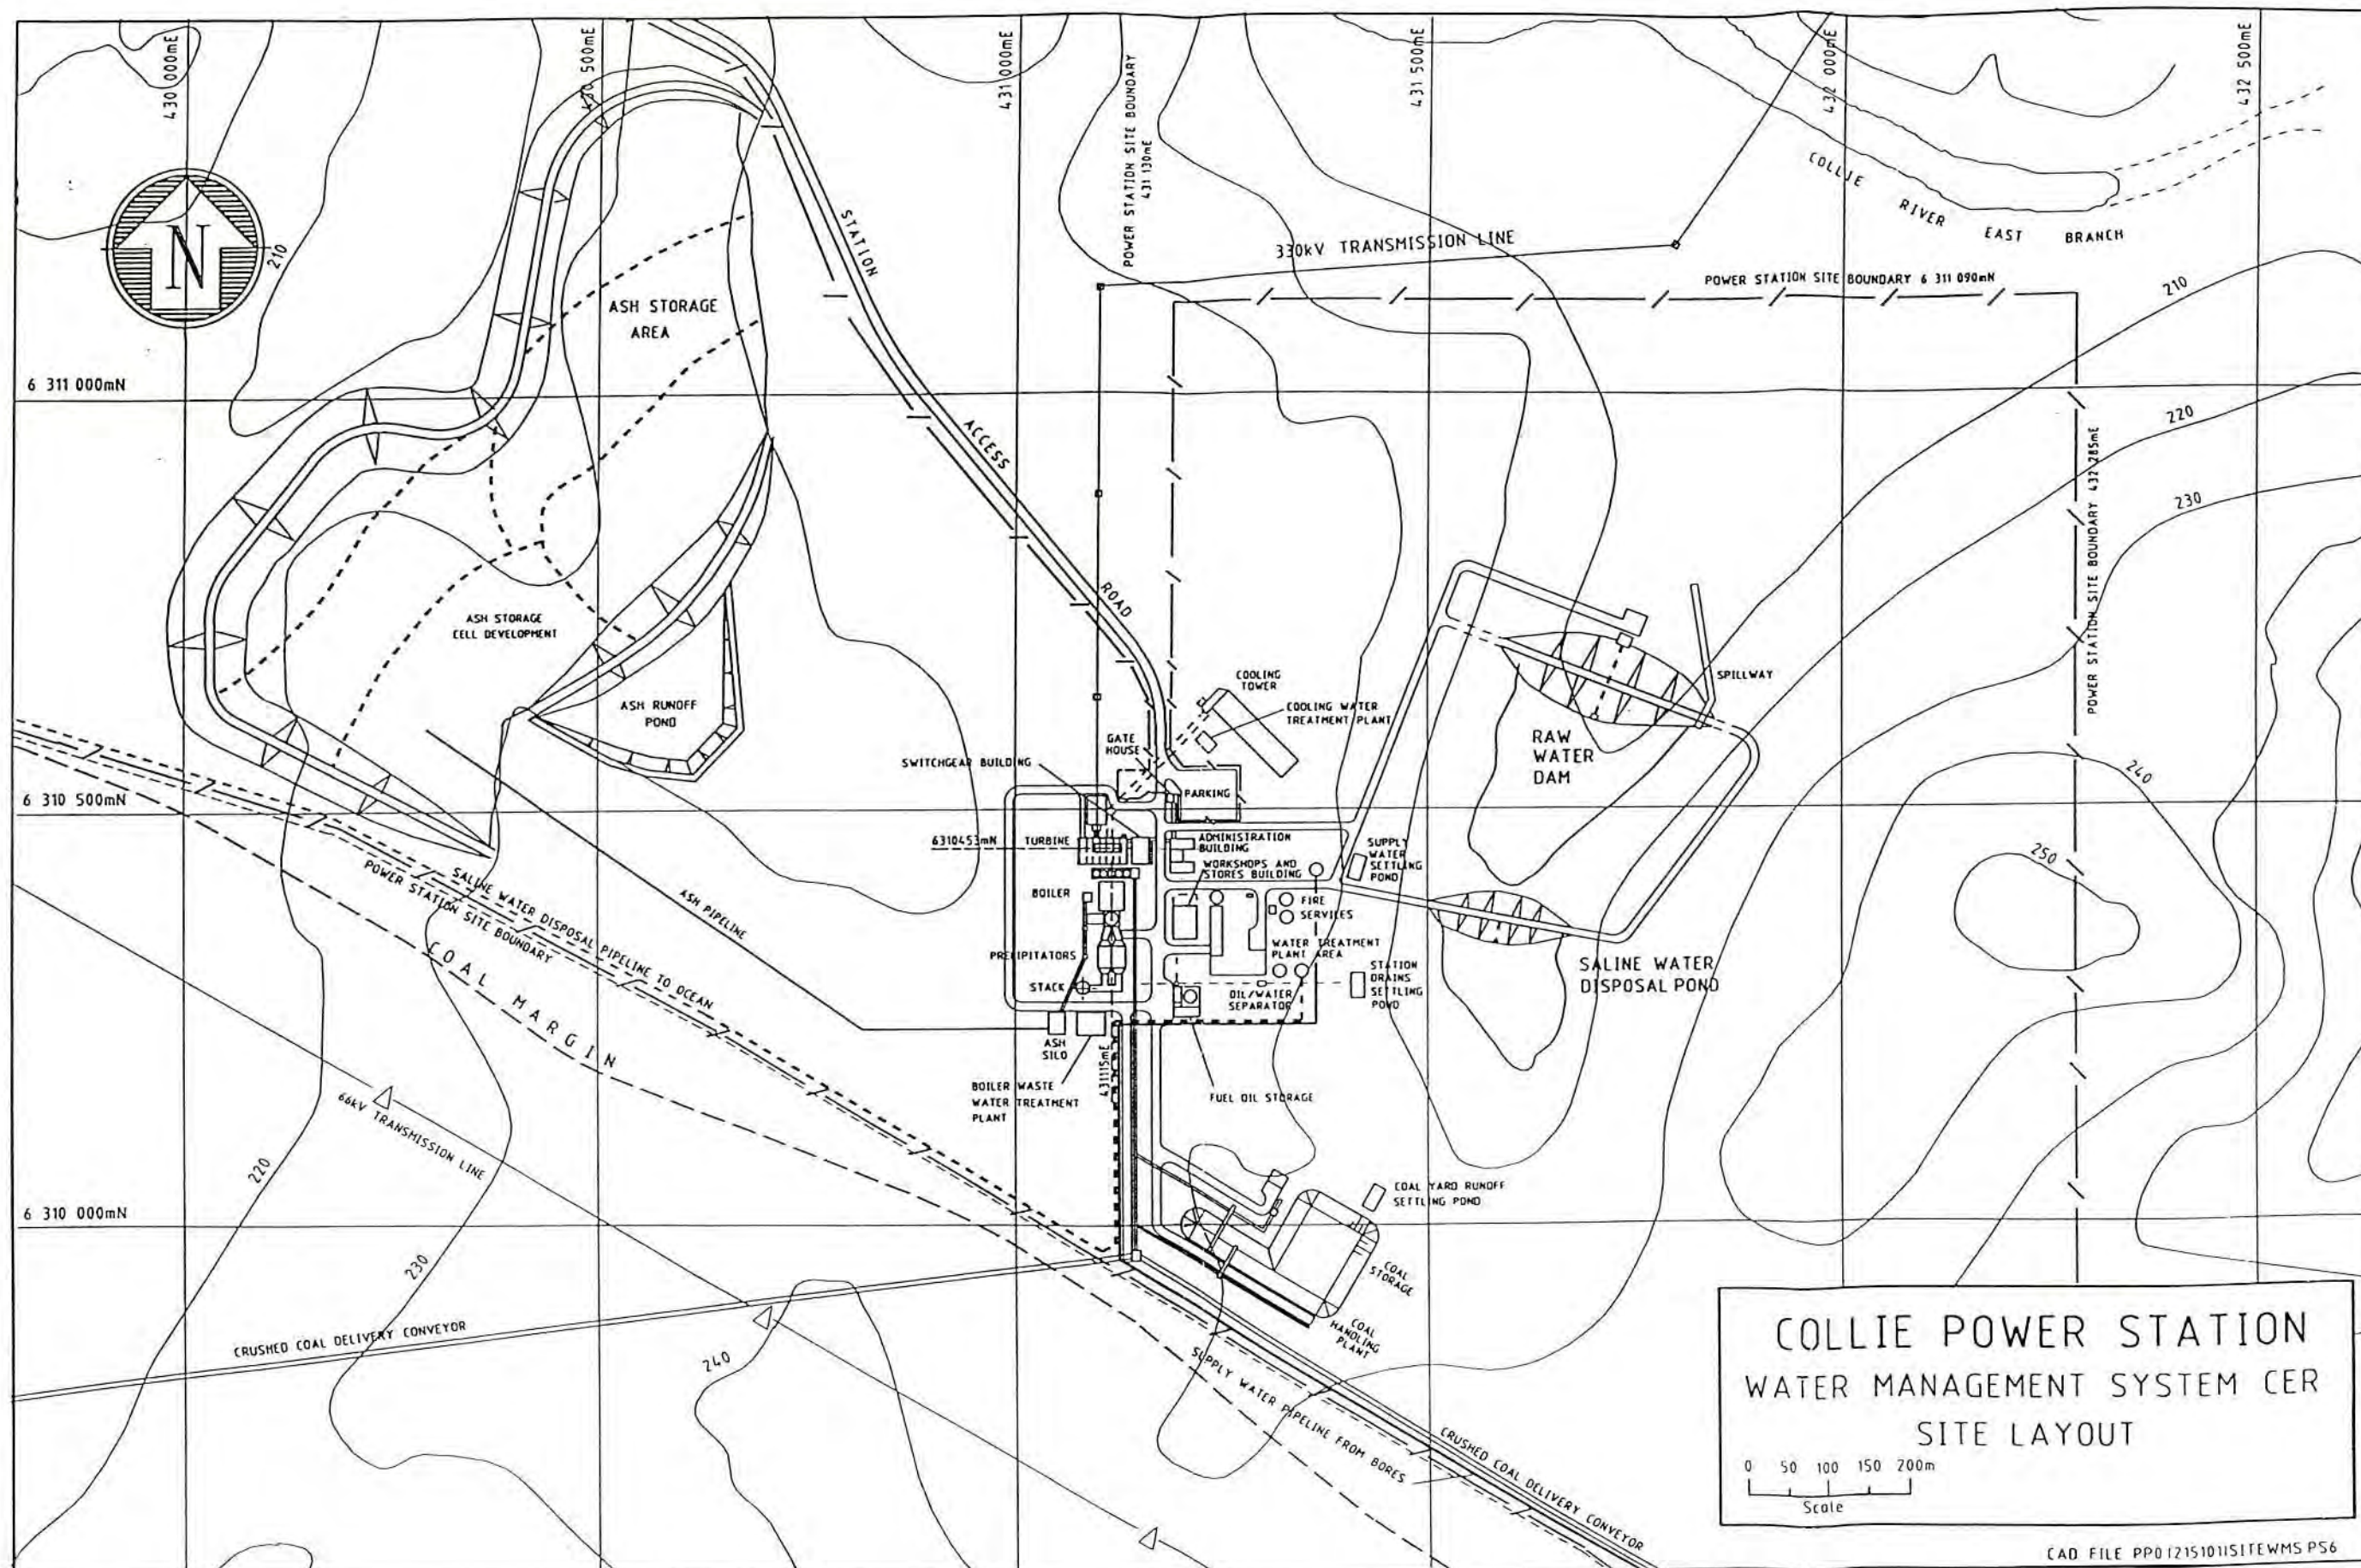 430 000mE
430 500mE
431 000mE
POWER STATION SITE BOUNDARY
431 130mE
431 500mE
432 000mE
432 500mE
COLLIE RIVER EAST BRANCH
N
210
STATION ACCESS ROAD
330kV TRANSMISSION LINE
POWER STATION SITE BOUNDARY 6 311 090mN
210
ASH STORAGE
AREA
6 311 000mN
220
POWER STATION SITE BOUNDARY 432 285mE
230
ASH STORAGE
CELL DEVELOPMENT
COOLING
TOWER
SPILLWAY
ASH RUNOFF
POND
COOLING WATER
TREATMENT PLANT
GATE
HOUSE
RAW
WATER
DAM
SWITCHGEAR BUILDING
240
6 310 500mN
PARKING
6310453mN
TURBINE
ADMINISTRATION
BUILDING
SUPPLY
WATER
SETTLING
POND
WORKSHOPS AND
STORES BUILDING
250
SALINE WATER DISPOSAL PIPELINE TO OCEAN
POWER STATION SITE BOUNDARY
ASH PIPELINE
BOILER
FIRE
SERVICES
COAL MARGIN
PRECIPITATORS
WATER TREATMENT
PLANT AREA
SALINE WATER
DISPOSAL POND
STACK
STATION
DRAINS
SETTLING
POND
OIL/WATER
SEPARATOR
ASH
SILO
431115mE
BOILER WASTE
WATER TREATMENT
PLANT
FUEL OIL STORAGE
66kV TRANSMISSION LINE
220
COAL YARD RUNOFF
SETTLING POND
6 310 000mN
230
COAL
STORAGE
COAL
HANDLING
PLANT
CRUSHED COAL DELIVERY CONVEYOR
240
SUPPLY WATER PIPELINE FROM BORES
CRUSHED COAL DELIVERY CONVEYOR
COLLIE POWER STATION
WATER MANAGEMENT SYSTEM CER
SITE LAYOUT
0 50 100 150 200m
Scale